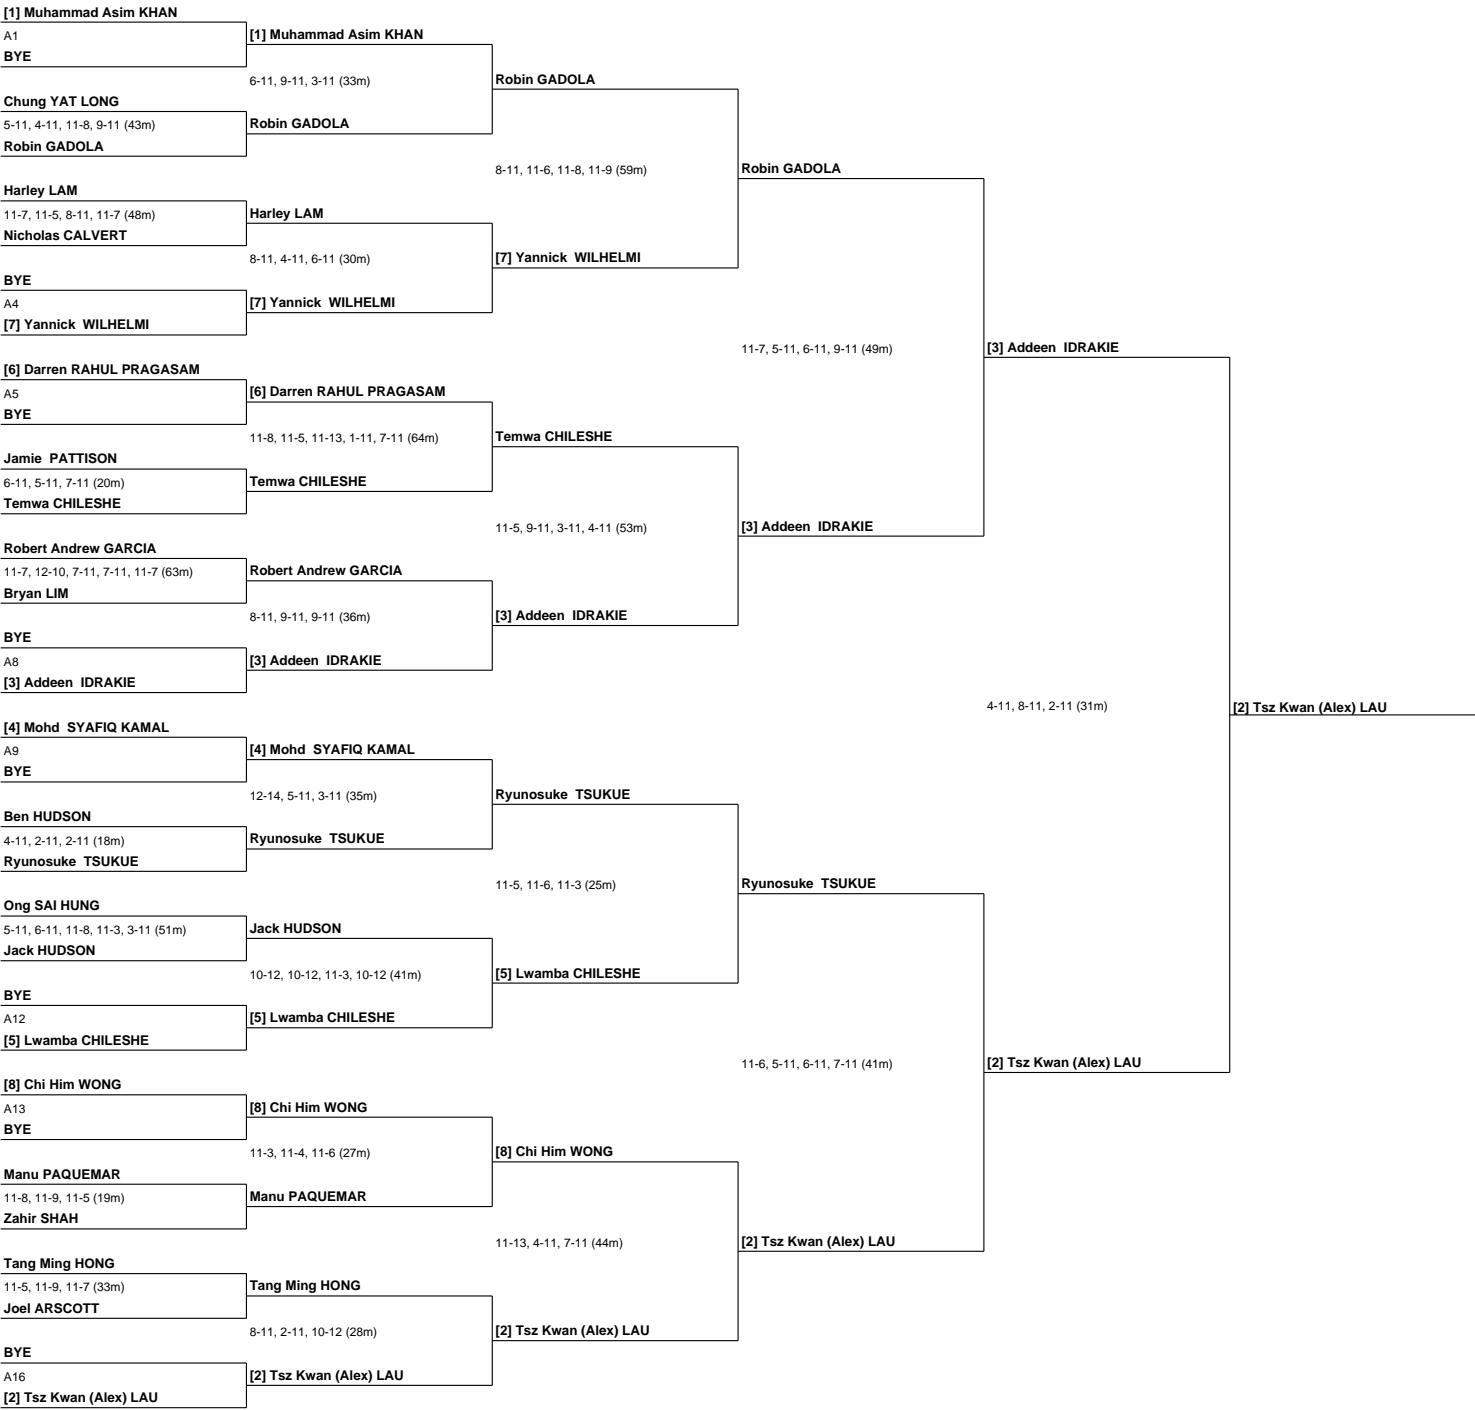 [1] Muhammad Asim KHAN
A1
BYE
Chung YAT LONG
5-11, 4-11, 11-8, 9-11 (43m)
Robin GADOLA
Harley LAM
11-7, 11-5, 8-11, 11-7 (48m)
Nicholas CALVERT
BYE
A4
[7] Yannick WILHELMI
[6] Darren RAHUL PRAGASAM
A5
BYE
Jamie PATTISON
6-11, 5-11, 7-11 (20m)
Temwa CHILESHE
Robert Andrew GARCIA
11-7, 12-10, 7-11, 7-11, 11-7 (63m)
Bryan LIM
BYE
A8
[3] Addeen IDRAKIE
[4] Mohd SYAFIQ KAMAL
A9
BYE
Ben HUDSON
4-11, 2-11, 2-11 (18m)
Ryunosuke TSUKUE
Ong SAI HUNG
5-11, 6-11, 11-8, 11-3, 3-11 (51m)
Jack HUDSON
BYE
A12
[5] Lwamba CHILESHE
[8] Chi Him WONG
A13
BYE
Manu PAQUEMAR
11-8, 11-9, 11-5 (19m)
Zahir SHAH
Tang Ming HONG
11-5, 11-9, 11-7 (33m)
Joel ARSCOTT
BYE
A16
[2] Tsz Kwan (Alex) LAU
[1] Muhammad Asim KHAN
6-11, 9-11, 3-11 (33m)
Robin GADOLA
Harley LAM
8-11, 4-11, 6-11 (30m)
[7] Yannick WILHELMI
[6] Darren RAHUL PRAGASAM
11-8, 11-5, 11-13, 1-11, 7-11 (64m)
Temwa CHILESHE
Robert Andrew GARCIA
8-11, 9-11, 9-11 (36m)
[3] Addeen IDRAKIE
[4] Mohd SYAFIQ KAMAL
12-14, 5-11, 3-11 (35m)
Ryunosuke TSUKUE
Jack HUDSON
10-12, 10-12, 11-3, 10-12 (41m)
[5] Lwamba CHILESHE
[8] Chi Him WONG
11-3, 11-4, 11-6 (27m)
Manu PAQUEMAR
Tang Ming HONG
8-11, 2-11, 10-12 (28m)
[2] Tsz Kwan (Alex) LAU
Robin GADOLA
8-11, 11-6, 11-8, 11-9 (59m)
[7] Yannick WILHELMI
Temwa CHILESHE
11-5, 9-11, 3-11, 4-11 (53m)
[3] Addeen IDRAKIE
Ryunosuke TSUKUE
11-5, 11-6, 11-3 (25m)
[5] Lwamba CHILESHE
[8] Chi Him WONG
11-13, 4-11, 7-11 (44m)
[2] Tsz Kwan (Alex) LAU
Robin GADOLA
11-7, 5-11, 6-11, 9-11 (49m)
[3] Addeen IDRAKIE
Ryunosuke TSUKUE
11-6, 5-11, 6-11, 7-11 (41m)
[2] Tsz Kwan (Alex) LAU
[3] Addeen IDRAKIE
4-11, 8-11, 2-11 (31m)
[2] Tsz Kwan (Alex) LAU
[2] Tsz Kwan (Alex) LAU